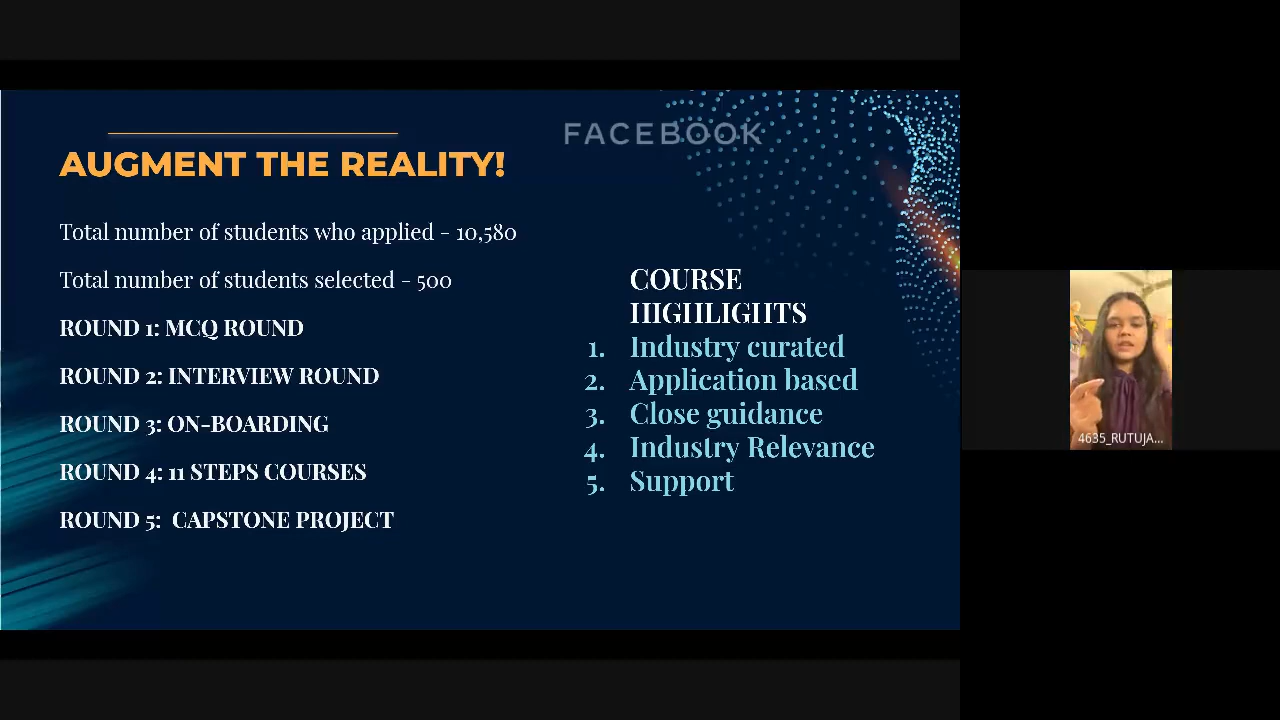 FACEBOOK
AUGMENT THE REALITY!
Total number of students who applied - 10,580
Total number of students selected - 500
ROUND 1: MCQ ROUND
ROUND 2: INTERVIEW ROUND
ROUND 3: ON-BOARDING
ROUND 4: 11 STEPS COURSES
ROUND 5: CAPSTONE PROJECT
COURSE
HIGHLIGHTS
1. Industry curated
2. Application based
3. Close guidance
4. Industry Relevance
5. Support
4635_RUTUJA...